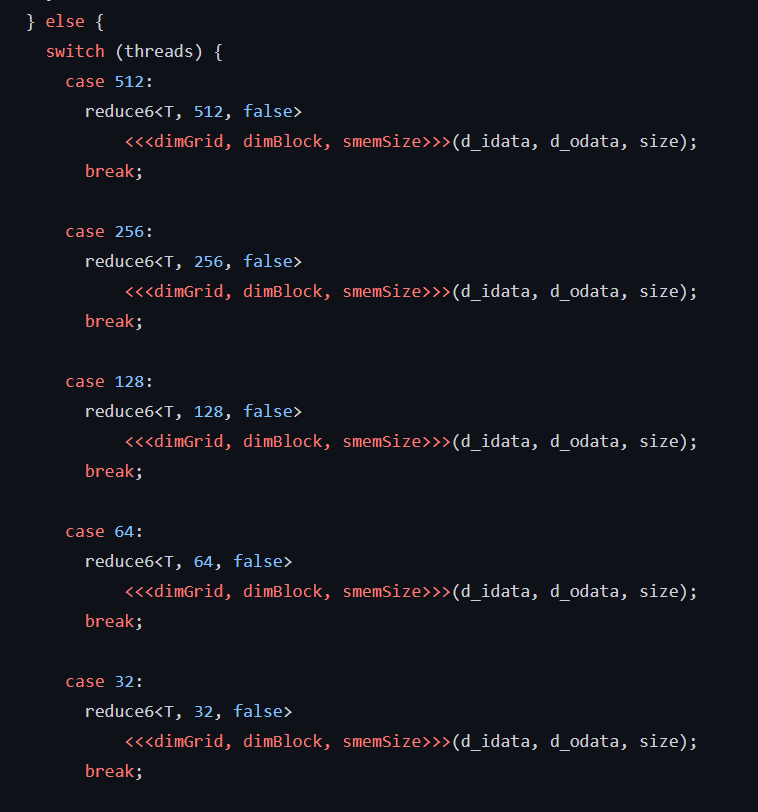 } else {
switch (threads) {
case 512:
reduce6<T, 512, false>
<<<dimGrid, dimBlock, smemSize>>>(d_idata, d_odata, size);
break;
case 256:
reduce6<T, 256, false>
<<<dimGrid, dimBlock, smemSize>>>(d_idata, d_odata, size);
break;
case 128:
reduce6<T, 128, false>
<<<dimGrid, dimBlock, smemSize>>>(d_idata, d_odata, size);
break;
case 64:
reduce6<T, 64, false>
<<<dimGrid, dimBlock, smemSize>>>(d_idata, d_odata, size);
break;
case 32:
reduce6<T, 32, false>
<<<dimGrid, dimBlock, smemSize>>>(d_idata, d_odata, size);
break;